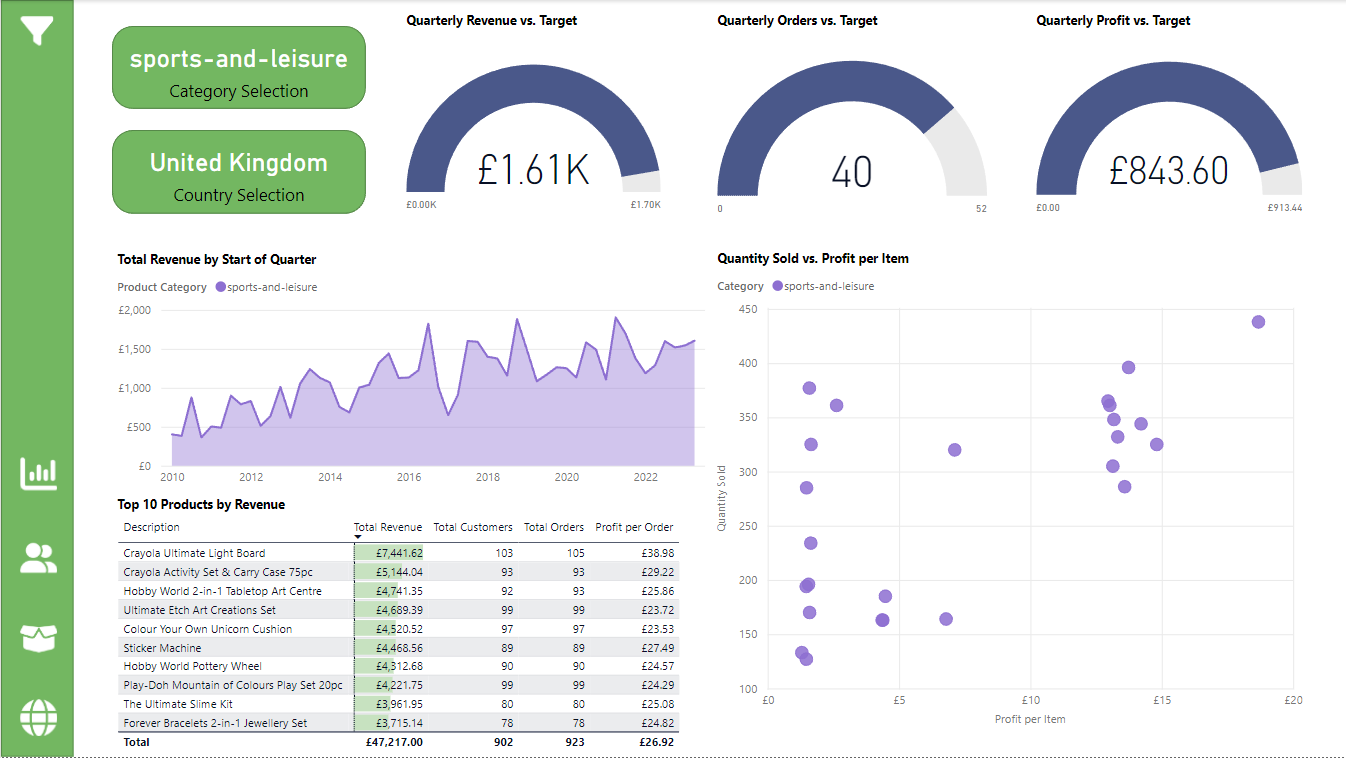 sports-and-leisure
Category Selection
United Kingdom
Country Selection
Quarterly Revenue vs. Target
£1.61K
£0.00K £1.70K
Quarterly Orders vs. Target
40
0 52
Quarterly Profit vs. Target
£843.60
£0.00 £913.44
Total Revenue by Start of Quarter
Product Category sports-and-leisure
£2,000
£1,500
£1,000
£500
£0
2010 2012 2014 2016 2018 2020 2022
Quantity Sold vs. Profit per Item
Category sports-and-leisure
Quantity Sold
450
400
350
300
250
200
150
100
£0 £5 £10 £15 £20
Profit per Item
Top 10 Products by Revenue
Description Total Revenue Total Customers Total Orders Profit per Order
Crayola Ultimate Light Board £7,441.62 103 105 £38.98
Crayola Activity Set & Carry Case 75pc £5,144.04 93 93 £29.22
Hobby World 2-in-1 Tabletop Art Centre £4,741.35 92 93 £25.86
Ultimate Etch Art Creations Set £4,689.39 99 99 £23.72
Colour Your Own Unicorn Cushion £4,520.52 97 97 £23.53
Sticker Machine £4,468.56 89 89 £27.49
Hobby World Pottery Wheel £4,312.68 90 90 £24.57
Play-Doh Mountain of Colours Play Set 20pc £4,221.75 99 99 £24.29
The Ultimate Slime Kit £3,961.95 80 80 £25.08
Forever Bracelets 2-in-1 Jewellery Set £3,715.14 78 78 £24.82
Total £47,217.00 902 923 £26.92